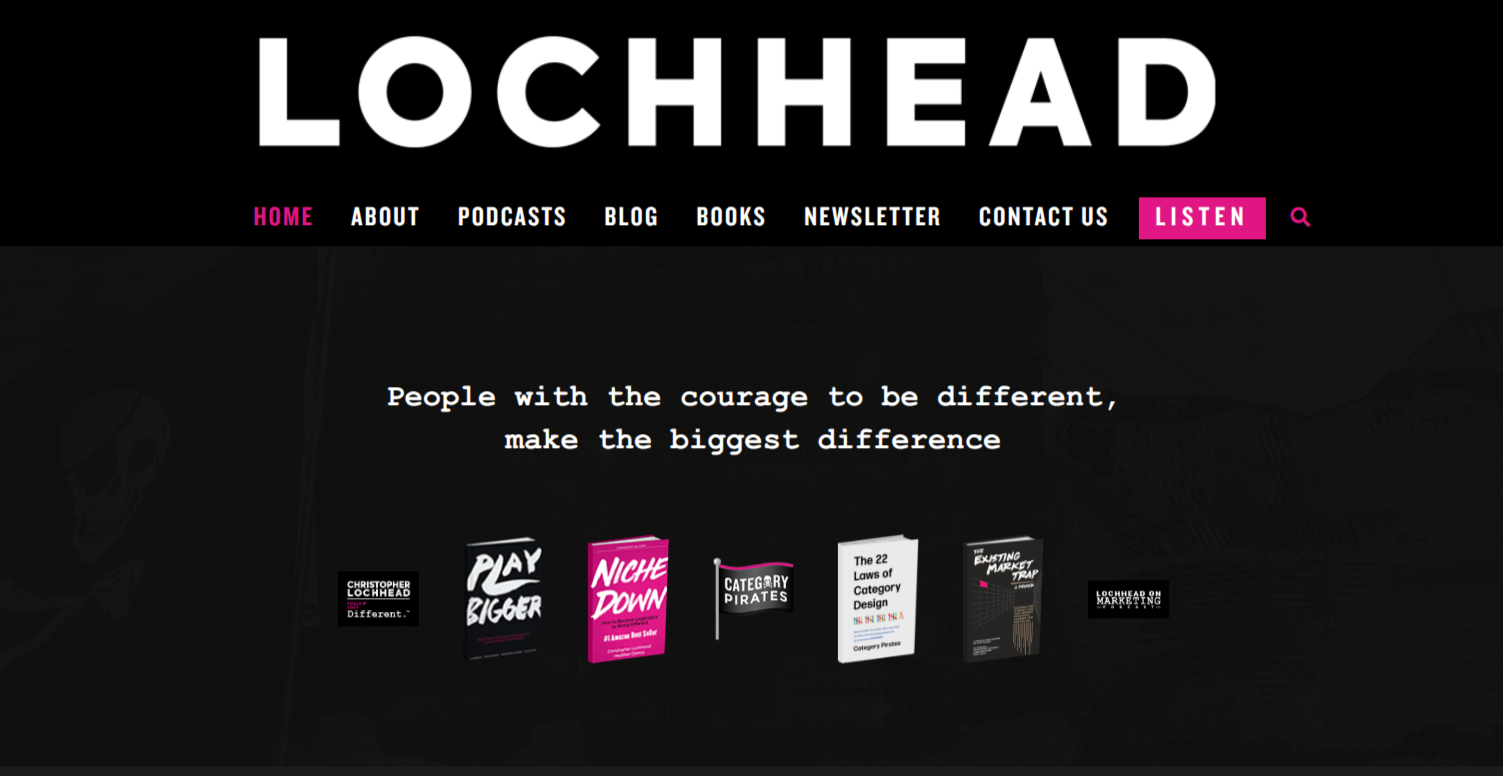 LOCHHEAD
HOME
ABOUT
PODCASTS
BLOG
BOOKS
NEWSLETTER
CONTACT US
LISTEN
People with the courage to be different,
make the biggest difference
CHRISTOPHER
LOCHHEAD
Different.™
PLAY
BIGGER
NICHE
DOWN
How to Become Legendary
by Being Different
#1 Amazon Best Seller
Christopher Lochhead
Heather Clancy
CATEGORY
PIRATES
The 22
Laws of
Category
Design
Category Pirates
THE
EXISTING
MARKET
TRAP
LOCHHEAD ON
MARKETING
PODCAST